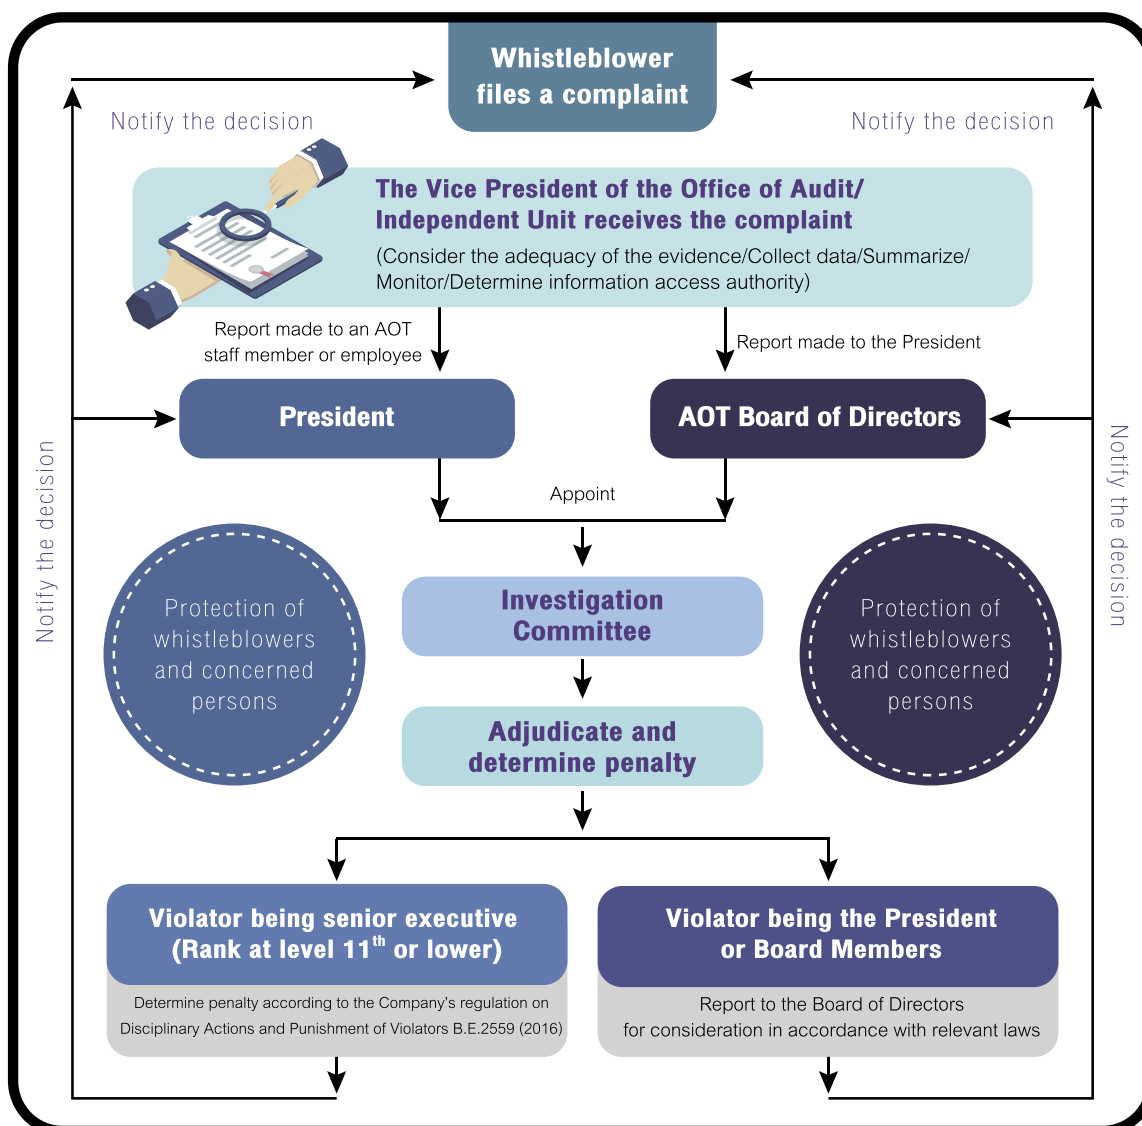 Whistleblower
files a complaint
Notify the decision
Notify the decision
The Vice President of the Office of Audit/
Independent Unit receives the complaint
(Consider the adequacy of the evidence/Collect data/Summarize/
Monitor/Determine information access authority)
Report made to an AOT
staff member or employee
Report made to the President
President
AOT Board of Directors
Notify the decision
Notify the decision
Appoint
Protection of
whistleblowers
and concerned
persons
Investigation
Committee
Protection of
whistleblowers
and concerned
persons
Adjudicate and
determine penalty
Violator being senior executive
(Rank at level 11th or lower)
Determine penalty according to the Company's regulation on
Disciplinary Actions and Punishment of Violators B.E.2559 (2016)
Violator being the President
or Board Members
Report to the Board of Directors
for consideration in accordance with relevant laws